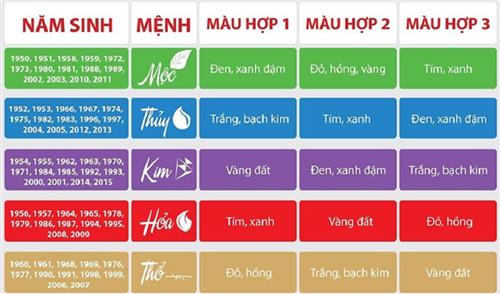 NĂM SINH MỆNH MÀU HỢP 1 MÀU HỢP 2 MÀU HỢP 3
1950, 1951, 1958, 1959, 1972,
1973, 1980, 1981, 1988, 1989,
2002, 2003, 2010, 2011
Mộc
Đen, xanh đậm
Đỏ, hồng, vàng
Tím, xanh
1952, 1953, 1966, 1967, 1974,
1975, 1982, 1983, 1996, 1997,
2004, 2005, 2012, 2013
Thủy
Trắng, bạch kim
Tím, xanh
Đen, xanh đậm
1954, 1955, 1962, 1963, 1970,
1971, 1984, 1985, 1992, 1993,
2000, 2001, 2014, 2015
Kim
Vàng đất
Đen, xanh đậm
Trắng, bạch kim
1956, 1957, 1964, 1965, 1978,
1979, 1986, 1987, 1994, 1995,
2008, 2009
Hỏa
Tím, xanh
Vàng đất
Đỏ, hồng
1960, 1961, 1968, 1969, 1976,
1977, 1990, 1991, 1998, 1999,
2006, 2007
Thổ
Đỏ, hồng
Trắng, bạch kim
Vàng đất